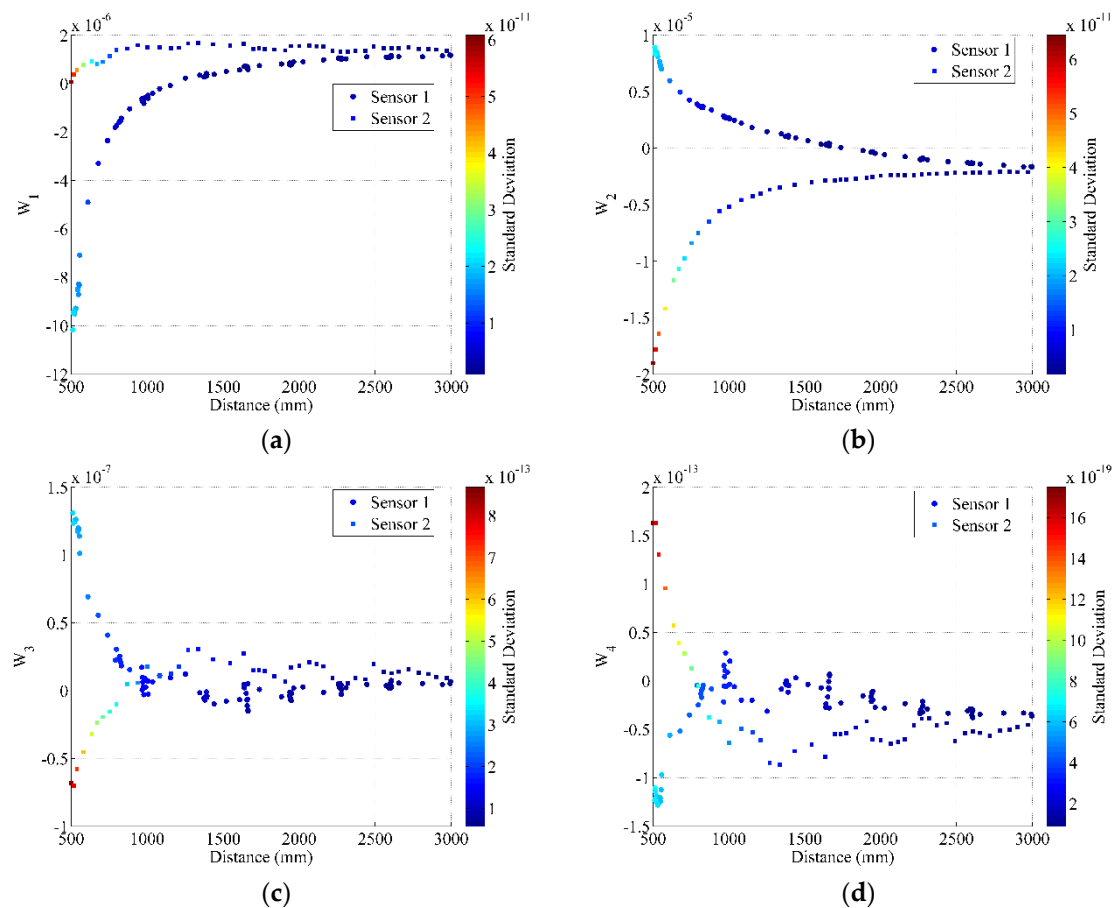 x 10^-6
x 10^-11
2
0
-2
-4
-6
-8
-10
-12
W_1
Sensor 1
Sensor 2
6
5
4
3
2
1
Standard Deviation
500 1000 1500 2000 2500 3000
Distance (mm)
(a)
x 10^-5
x 10^-11
1
0.5
0
-0.5
-1
-1.5
-2
W_2
Sensor 1
Sensor 2
6
5
4
3
2
1
Standard Deviation
500 1000 1500 2000 2500 3000
Distance (mm)
(b)
x 10^-7
x 10^-13
1.5
1
0.5
0
-0.5
-1
W_3
Sensor 1
Sensor 2
8
7
6
5
4
3
2
1
Standard Deviation
500 1000 1500 2000 2500 3000
Distance (mm)
(c)
x 10^-13
x 10^-19
2
1.5
1
0.5
0
-0.5
-1
-1.5
W_4
Sensor 1
Sensor 2
16
14
12
10
8
6
4
2
Standard Deviation
500 1000 1500 2000 2500 3000
Distance (mm)
(d)